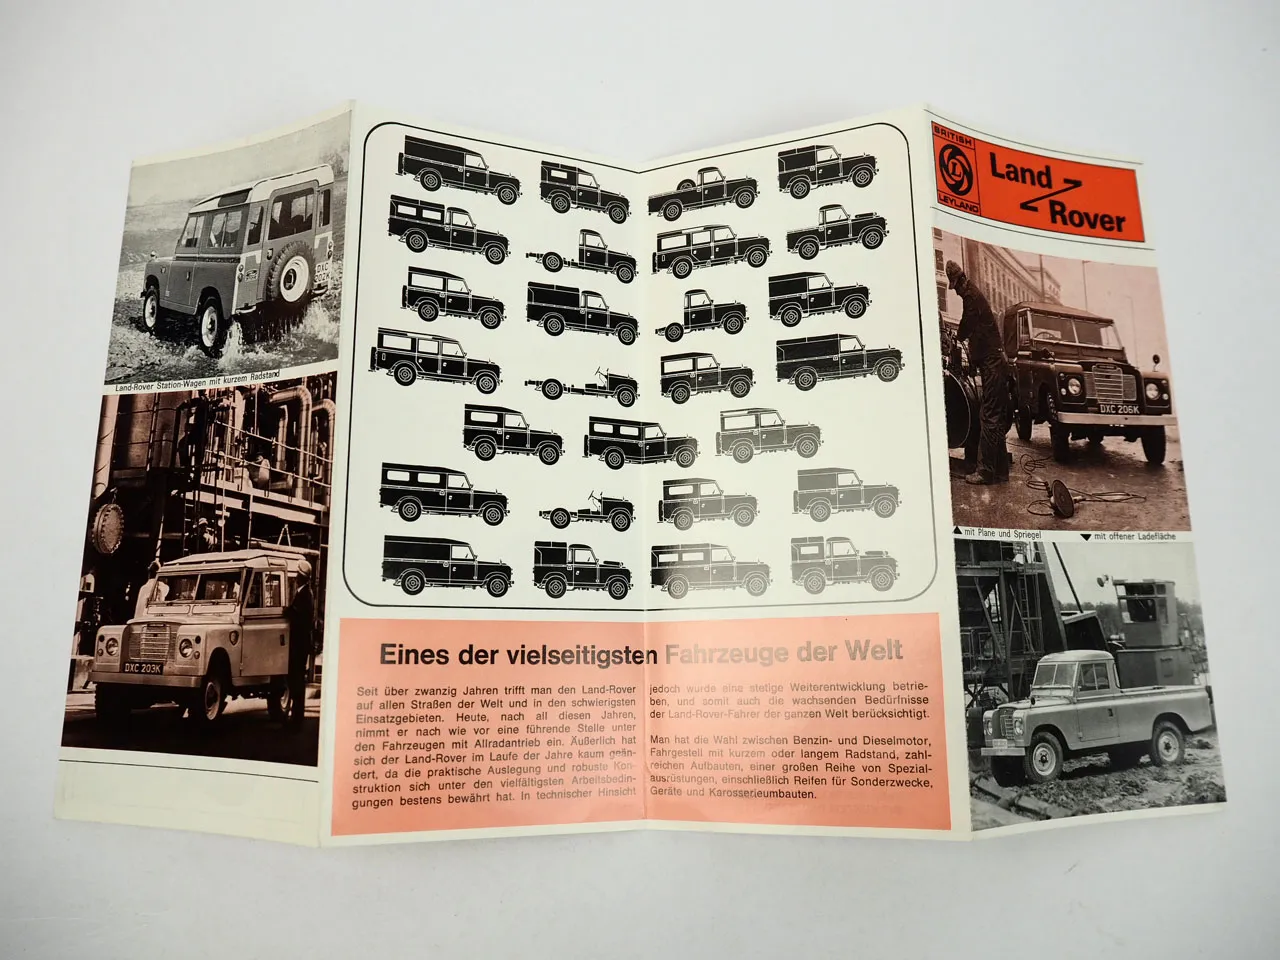 DXC
202K
Land-Rover Station-Wagen mit kurzem Radstand
DXC 203K
Eines der vielseitigsten Fahrzeuge der Welt
Seit über zwanzig Jahren trifft man den Land-Rover
auf allen Straßen der Welt und in den schwierigsten
Einsatzgebieten. Heute, nach all diesen Jahren,
nimmt er nach wie vor eine führende Stelle unter
den Fahrzeugen mit Allradantrieb ein. Äußerlich hat
sich der Land-Rover im Laufe der Jahre kaum geän-
dert, da die praktische Auslegung und robuste Kon-
struktion sich unter den vielfältigsten Arbeitsbedin-
gungen bestens bewährt hat. In technischer Hinsicht
jedoch wurde eine stetige Weiterentwicklung betrie-
ben, und somit auch die wachsenden Bedürfnisse
der Land-Rover-Fahrer der ganzen Welt berücksichtigt.
Man hat die Wahl zwischen Benzin- und Dieselmotor,
Fahrgestell mit kurzem oder langem Radstand, zahl-
reichen Aufbauten, einer großen Reihe von Spezial-
ausrüstungen, einschließlich Reifen für Sonderzwecke,
Geräte und Karosserieumbauten.
BRITISH
L
LEYLAND
Land
Rover
DXC 206K
mit Plane und Spriegel
mit offener Ladefläche